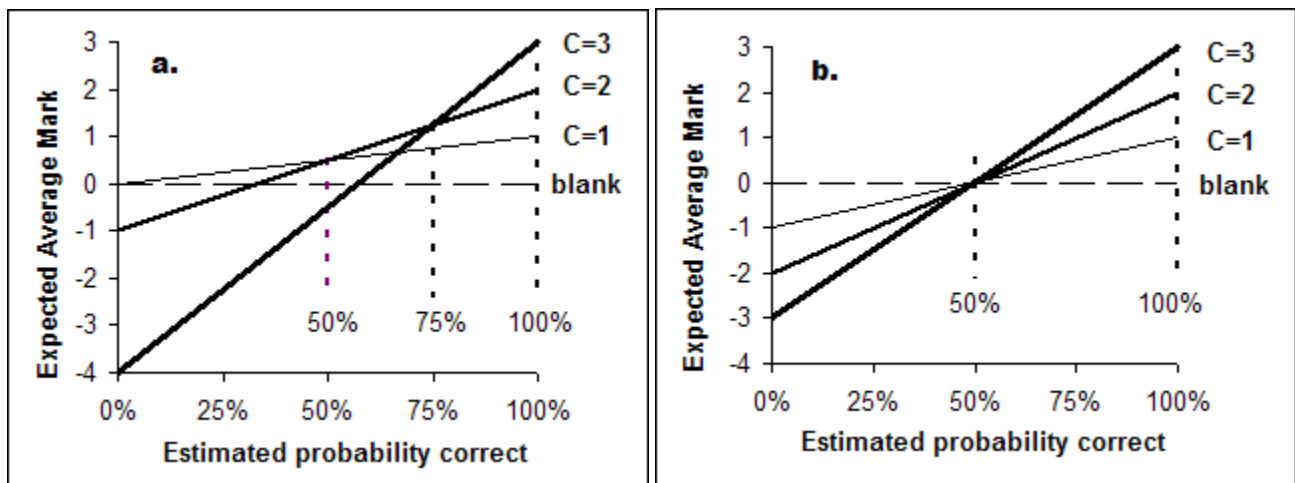 a.
3
2
1
0
-1
-2
-3
-4
Expected Average Mark
C=3
C=2
C=1
blank
50% 75% 100%
0% 25% 50% 75% 100%
Estimated probability correct
b.
3
2
1
0
-1
-2
-3
-4
Expected Average Mark
C=3
C=2
C=1
blank
50% 100%
0% 25% 50% 75% 100%
Estimated probability correct